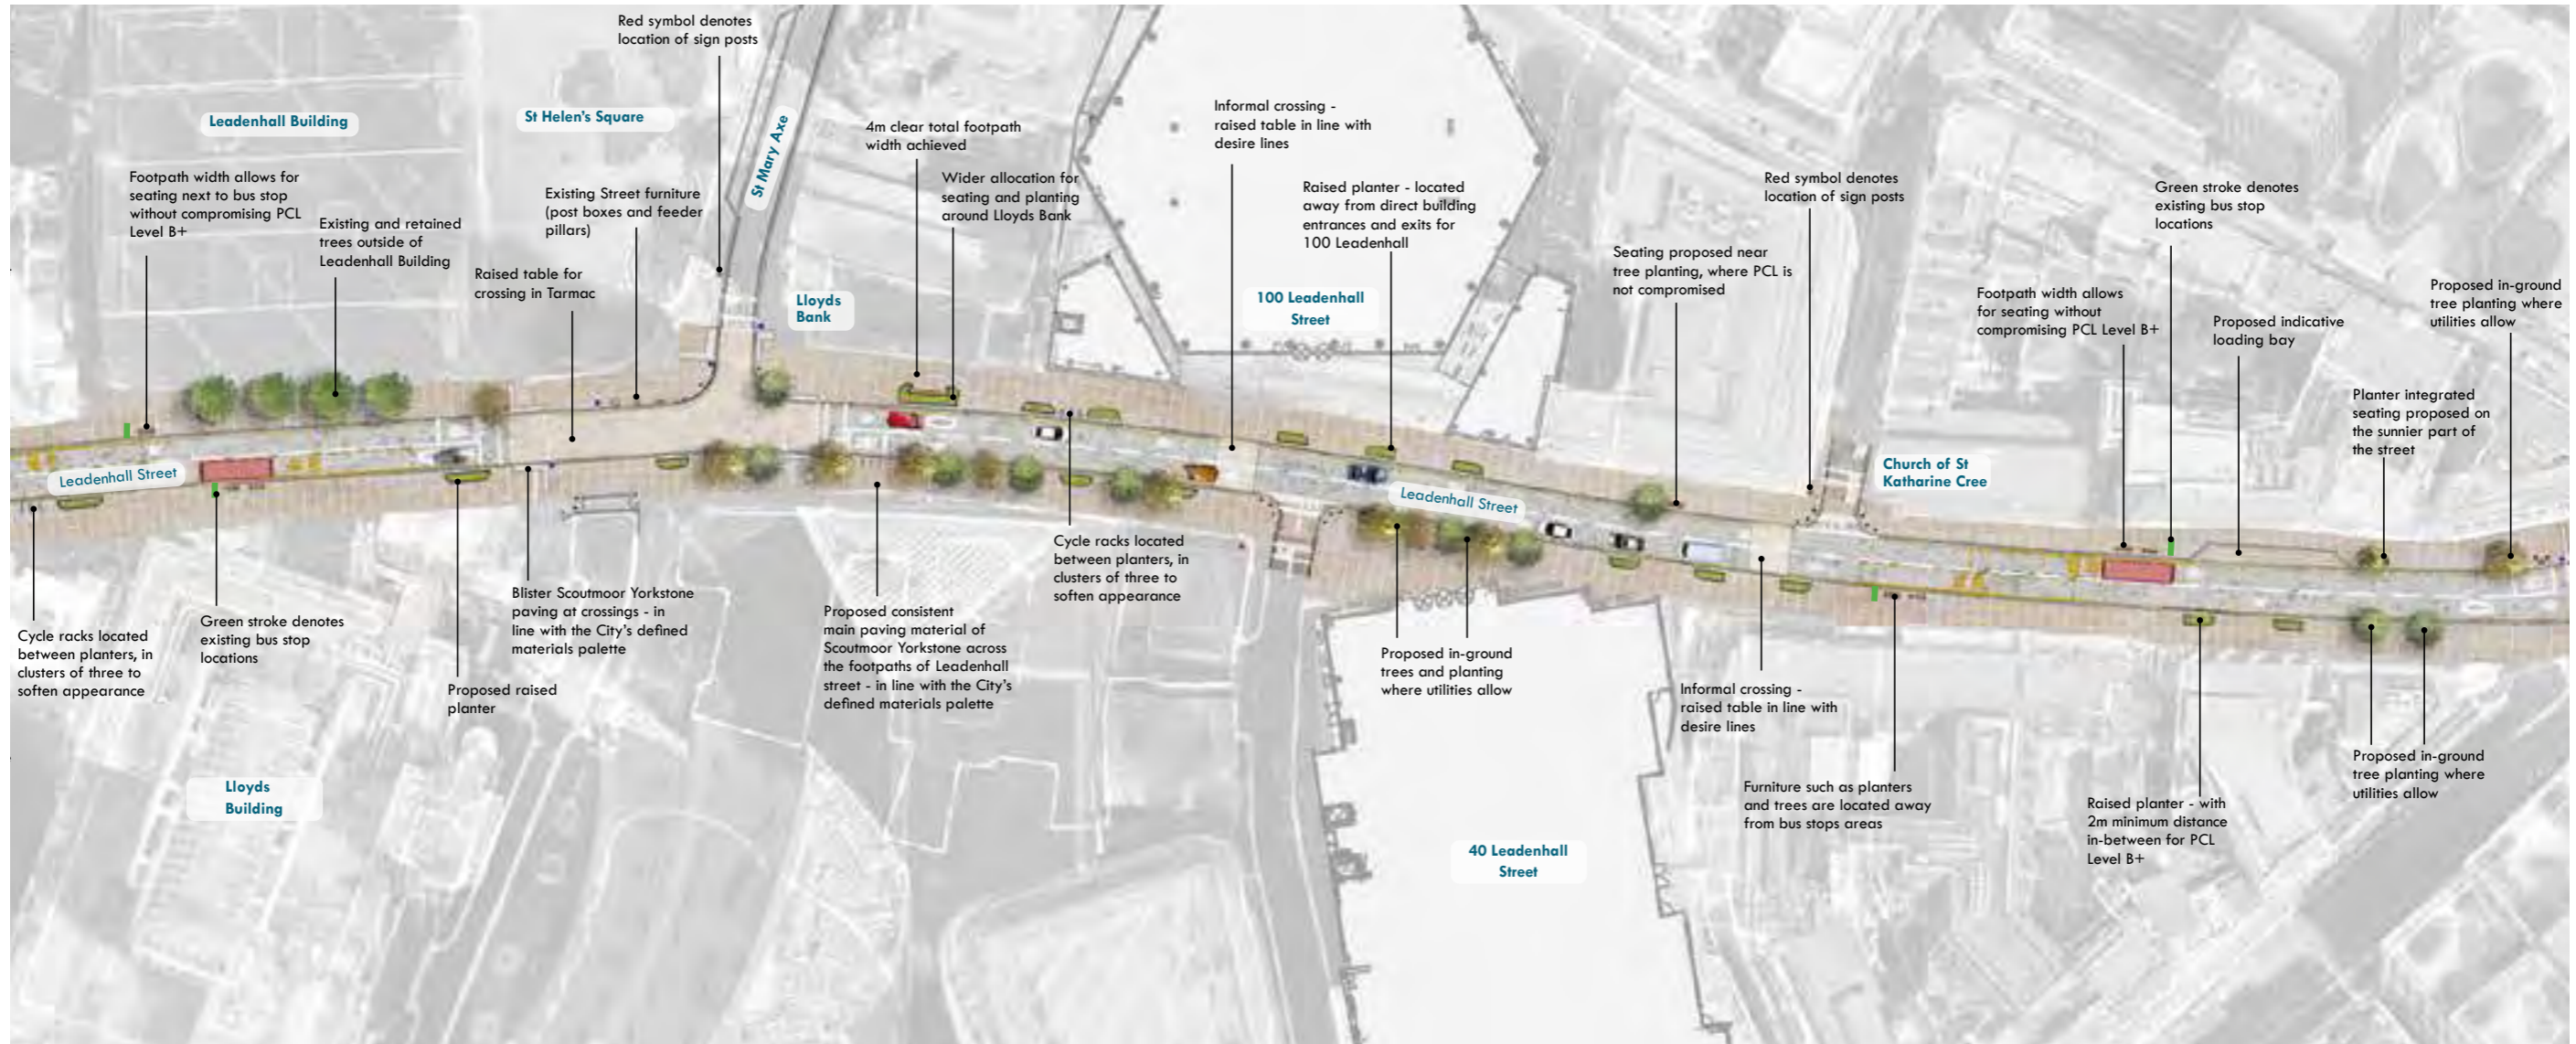 Red symbol denotes
location of sign posts
Leadenhall Building
St Helen's Square
St Mary Axe
4m clear total footpath
width achieved
Informal crossing -
raised table in line with
desire lines
Footpath width allows for
seating next to bus stop
without compromising PCL
Level B+
Existing and retained
trees outside of
Leadenhall Building
Existing Street furniture
(post boxes and feeder
pillars)
Raised table for
crossing in Tarmac
Wider allocation for
seating and planting
around Lloyds Bank
Lloyds
Bank
Raised planter - located
away from direct building
entrances and exits for
100 Leadenhall
100 Leadenhall
Street
Seating proposed near
tree planting, where PCL is
not compromised
Red symbol denotes
location of sign posts
Green stroke denotes
existing bus stop
locations
Footpath width allows
for seating without
compromising PCL Level B+
Proposed indicative
loading bay
Proposed in-ground
tree planting where
utilities allow
Planter integrated
seating proposed on
the sunnier part of
the street
Church of St
Katharine Cree
Leadenhall Street
Leadenhall Street
Cycle racks located
between planters, in
clusters of three to
soften appearance
Green stroke denotes
existing bus stop
locations
Proposed raised
planter
Blister Scoutmoor Yorkstone
paving at crossings - in
line with the City's defined
materials palette
Proposed consistent
main paving material of
Scoutmoor Yorkstone across
the footpaths of Leadenhall
street - in line with the City's
defined materials palette
Cycle racks located
between planters, in
clusters of three to
soften appearance
Proposed in-ground
trees and planting
where utilities allow
Informal crossing -
raised table in line with
desire lines
Furniture such as planters
and trees are located away
from bus stops areas
Raised planter - with
2m minimum distance
in-between for PCL
Level B+
Proposed in-ground
tree planting where
utilities allow
Lloyds
Building
40 Leadenhall
Street